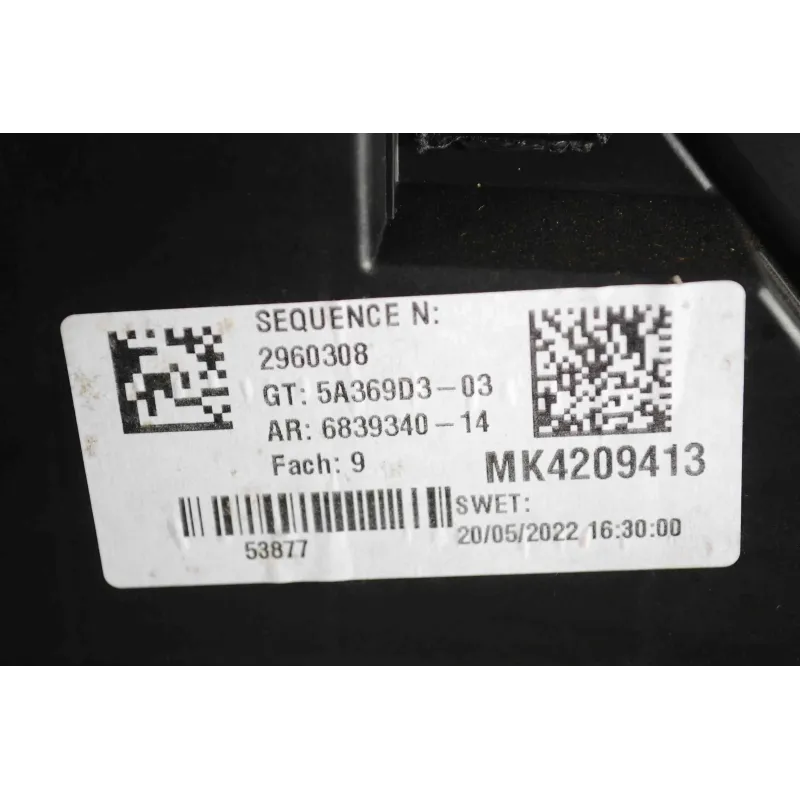 SEQUENCE N:
2960308
GT: 5A369D3-03
AR: 6839340-14
Fach: 9
MK4209413
53877
SWET:
20/05/2022 16:30:00